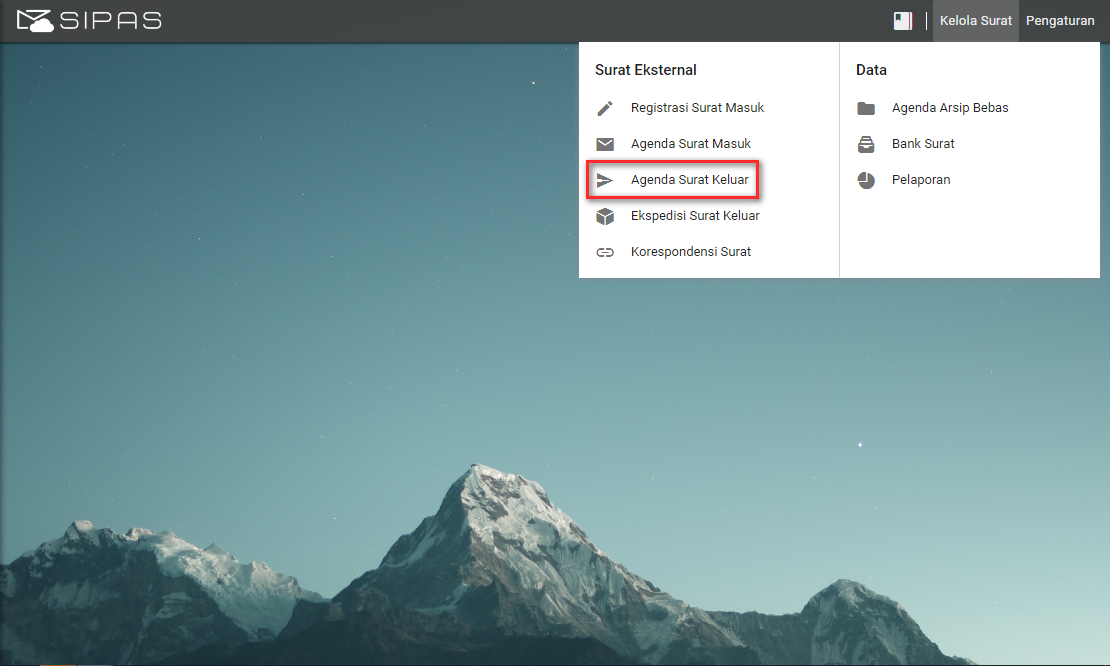 SIPAS
Kelola Surat
Pengaturan
Surat Eksternal
Registrasi Surat Masuk
Agenda Surat Masuk
Agenda Surat Keluar
Ekspedisi Surat Keluar
Korespondensi Surat
Data
Agenda Arsip Bebas
Bank Surat
Pelaporan